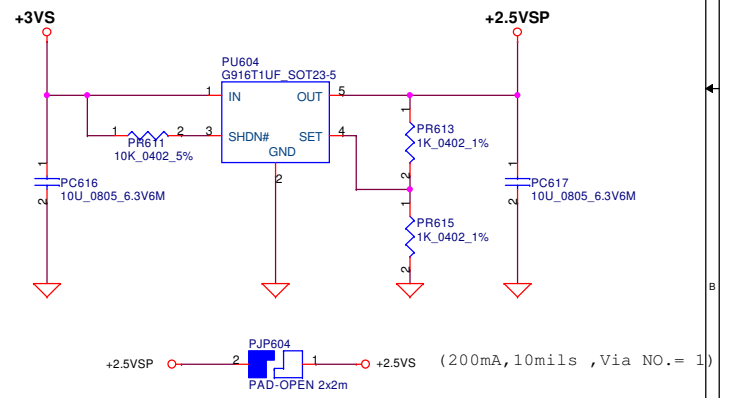 +3VS
+2.5VSP
PU604
G916T1UF_SOT23-5
1
IN
OUT
5
1
1
2
3
SHDN#
SET
4
PR613
1K_0402_1%
PR611
10K_0402_5%
GND
2
2
1
PC616
10U_0805_6.3V6M
2
1
PC617
10U_0805_6.3V6M
2
1
PR615
1K_0402_1%
2
B
PJP604
+2.5VSP
2
1
+2.5VS
(200mA,10mils ,Via NO.= 1)
PAD-OPEN 2x2m